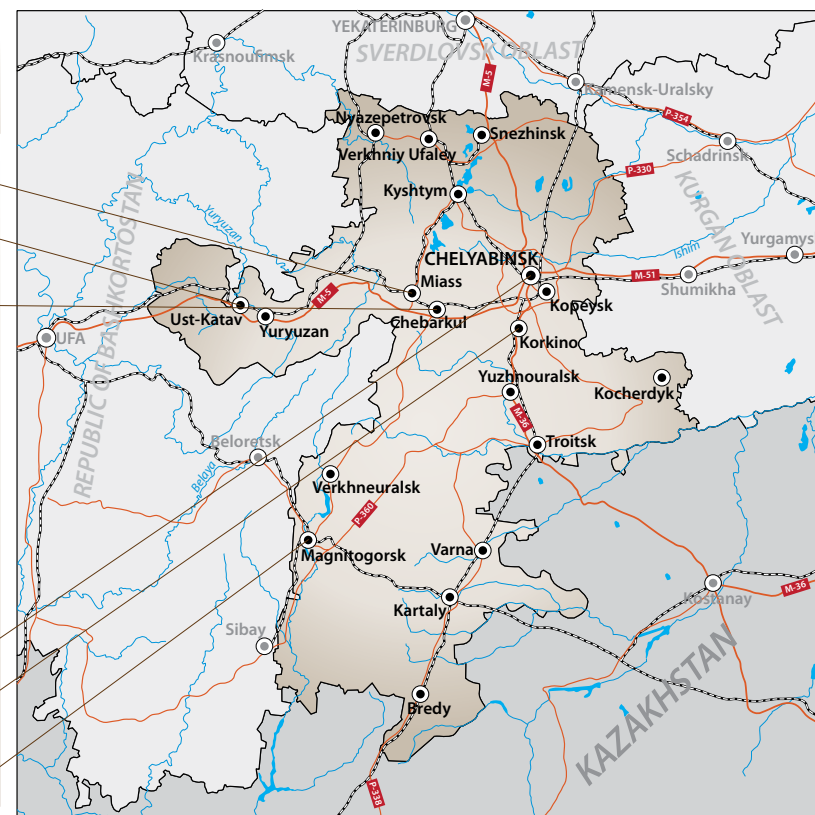 YEKATERINBURG
SVERDLOVSK OBLAST
Krasnoufimsk
M-5
Kamensk-Uralsky
P-354
Nyazepetrovsk
Snezhinsk
Verkhniy Ufaley
Schadrinsk
P-330
Kyshtym
KURGAN OBLAST
REPUBLIC OF BASHKORTOSTAN
Yuryuzan
Yurgamys
Ishim
CHELYABINSK
M-51
Miass
Shumikha
M-5
Kopeysk
Ust-Katav
Chebarkul
Yuryuzan
UFA
Korkino
Yuzhnouralsk
Kocherdyk
M-36
Beloretsk
Troitsk
Belaya
Verkhneuralsk
P-360
Magnitogorsk
Varna
M-36
Kostanay
Kartaly
Sibay
KAZAKHSTAN
Bredy
P-338